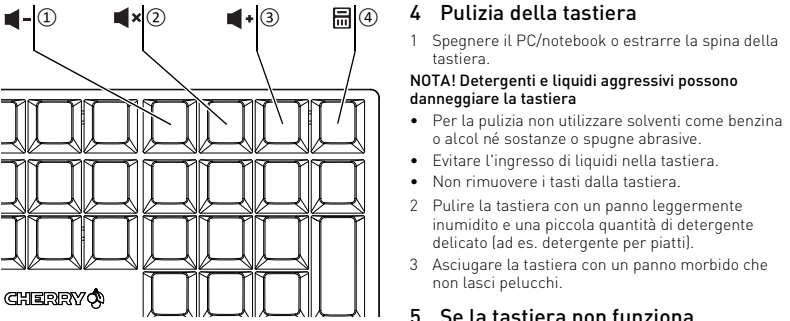 ①
②
③
④
CHERRY
4 Pulizia della tastiera
1 Spegnere il PC/notebook o estrarre la spina della
tastiera.
NOTA! Detergenti e liquidi aggressivi possono
danneggiare la tastiera
• Per la pulizia non utilizzare solventi come benzina
o alcol né sostanze o spugne abrasive.
• Evitare l'ingresso di liquidi nella tastiera.
• Non rimuovere i tasti dalla tastiera.
2 Pulire la tastiera con un panno leggermente
inumidito e una piccola quantità di detergente
delicato (ad es. detergente per piatti).
3 Asciugare la tastiera con un panno morbido che
non lasci pelucchi.
5 Se la tastiera non funziona